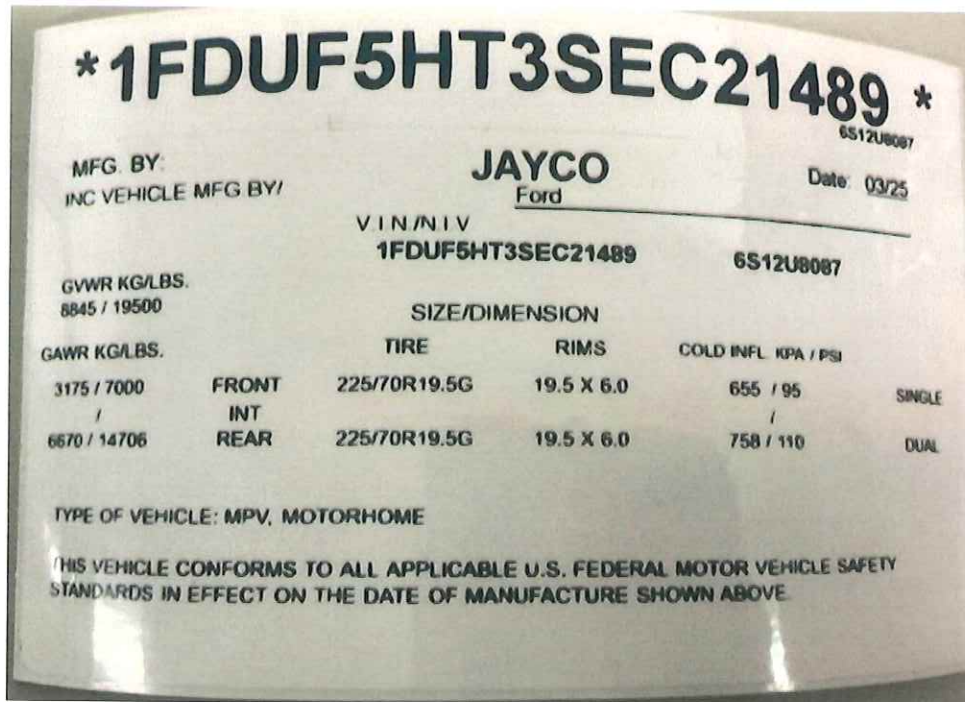 *1FDUF5HT3SEC21489 *
6S12U8087
MFG. BY: JAYCO Date: 03/25
INC VEHICLE MFG BY/ Ford
V I N /N I V
1FDUF5HT3SEC21489 6S12U8087
GVWR KG/LBS.
8845 / 19500 SIZE/DIMENSION
GAWR KG/LBS. TIRE RIMS COLD INFL. KPA / PSI
3175 / 7000 FRONT 225/70R19.5G 19.5 X 6.0 655 / 95 SINGLE
/ INT /
6670 / 14706 REAR 225/70R19.5G 19.5 X 6.0 758 / 110 DUAL
TYPE OF VEHICLE: MPV, MOTORHOME
THIS VEHICLE CONFORMS TO ALL APPLICABLE U.S. FEDERAL MOTOR VEHICLE SAFETY
STANDARDS IN EFFECT ON THE DATE OF MANUFACTURE SHOWN ABOVE.